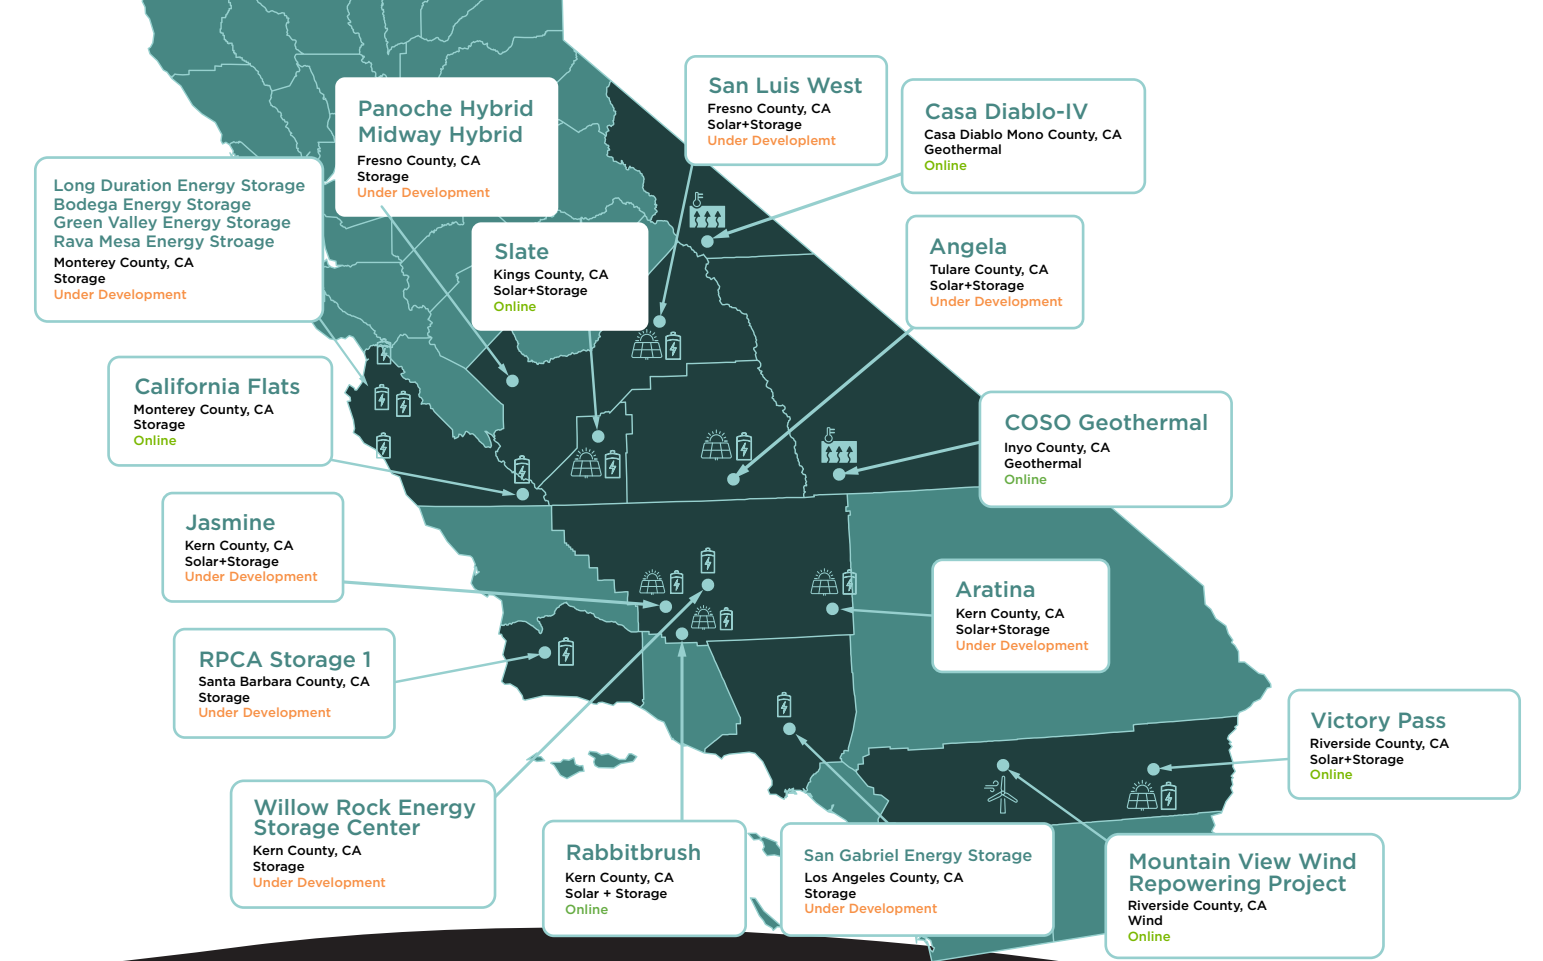 San Luis West
Fresno County, CA
Solar+Storage
Under Developlemt
Panoche Hybrid
Midway Hybrid
Fresno County, CA
Storage
Under Development
Casa Diablo-IV
Casa Diablo Mono County, CA
Geothermal
Online
Long Duration Energy Storage
Bodega Energy Storage
Green Valley Energy Storage
Rava Mesa Energy Stroage
Monterey County, CA
Storage
Under Development
Slate
Kings County, CA
Solar+Storage
Online
Angela
Tulare County, CA
Solar+Storage
Under Development
California Flats
Monterey County, CA
Storage
Online
COSO Geothermal
Inyo County, CA
Geothermal
Online
Jasmine
Kern County, CA
Solar+Storage
Under Development
Aratina
Kern County, CA
Solar+Storage
Under Development
RPCA Storage 1
Santa Barbara County, CA
Storage
Under Development
Victory Pass
Riverside County, CA
Solar+Storage
Online
Willow Rock Energy
Storage Center
Kern County, CA
Storage
Under Development
Rabbitbrush
Kern County, CA
Solar + Storage
Online
San Gabriel Energy Storage
Los Angeles County, CA
Storage
Under Development
Mountain View Wind
Repowering Project
Riverside County, CA
Wind
Online